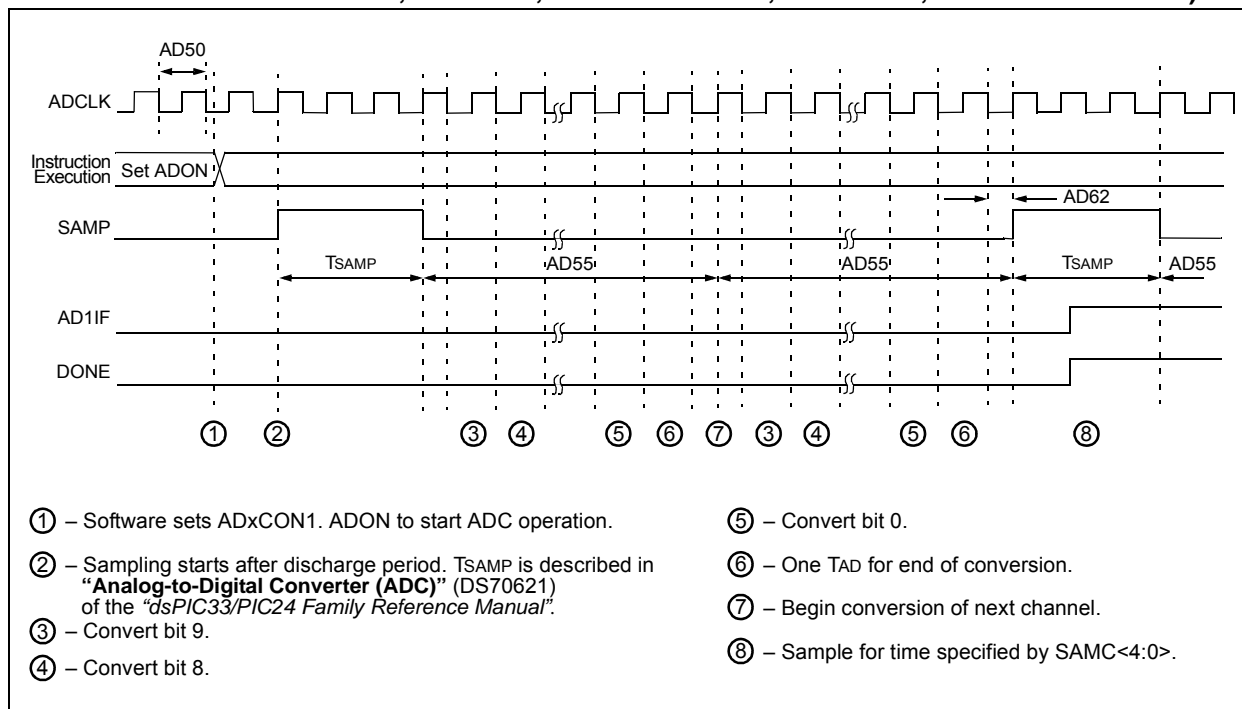 AD50
ADCLK
Instruction
Execution
Set ADON
AD62
SAMP
TSAMP
AD55
AD55
TSAMP
AD55
AD1IF
DONE
① ② ③ ④ ⑤ ⑥ ⑦ ③ ④ ⑤ ⑥ ⑧
① – Software sets ADxCON1. ADON to start ADC operation.
② – Sampling starts after discharge period. TSAMP is described in
"Analog-to-Digital Converter (ADC)" (DS70621)
of the "dsPIC33/PIC24 Family Reference Manual".
③ – Convert bit 9.
④ – Convert bit 8.
⑤ – Convert bit 0.
⑥ – One TAD for end of conversion.
⑦ – Begin conversion of next channel.
⑧ – Sample for time specified by SAMC<4:0>.